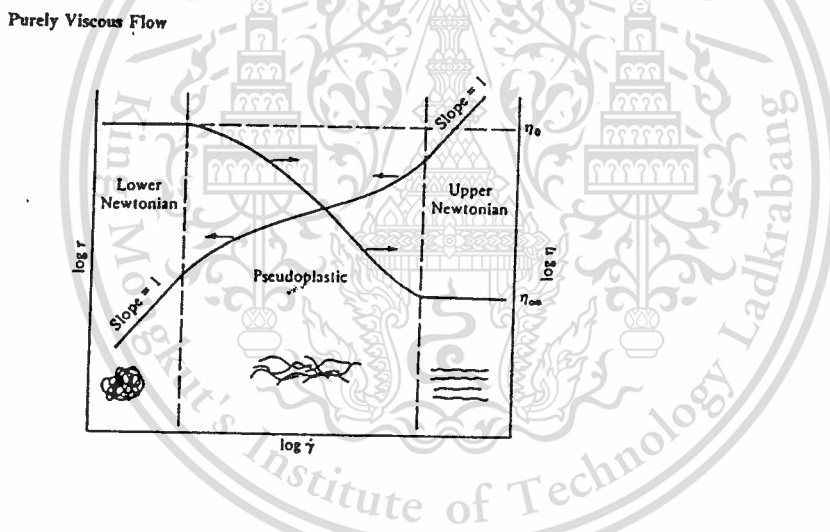 Purely Viscous Flow
Slope = 1
η₀
Lower
Newtonian
Upper
Newtonian
log τ
log η
Pseudoplastic
Slope = 1
η∞
log γ̇
King Mongkut's Institute of Technology Ladkrabang